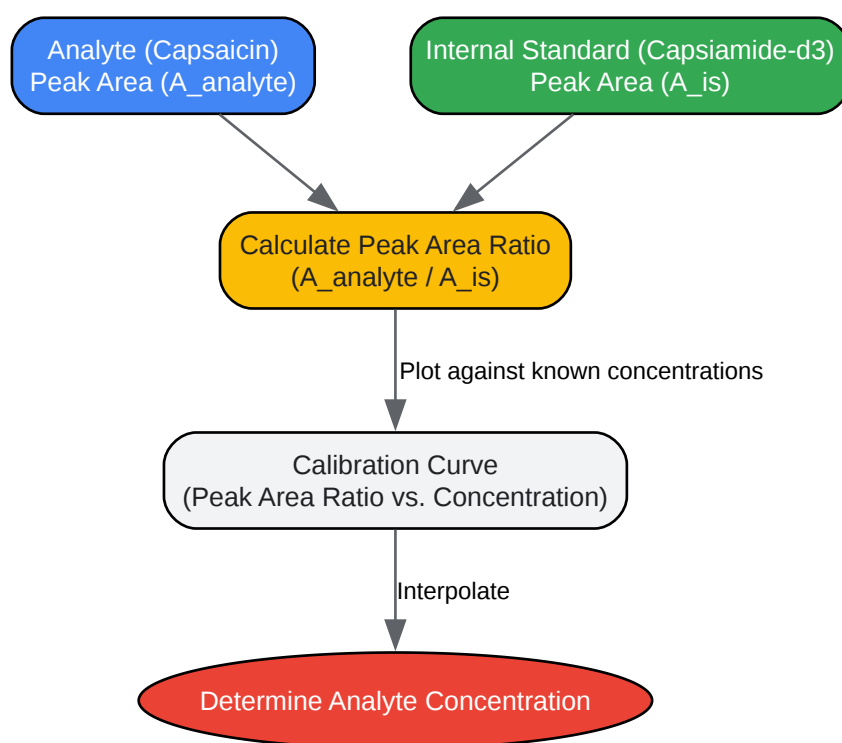 Analyte (Capsaicin)
Peak Area (A_analyte)
Internal Standard (Capsiamide-d3)
Peak Area (A_is)
Calculate Peak Area Ratio
(A_analyte / A_is)
Plot against known concentrations
Calibration Curve
(Peak Area Ratio vs. Concentration)
Interpolate
Determine Analyte Concentration